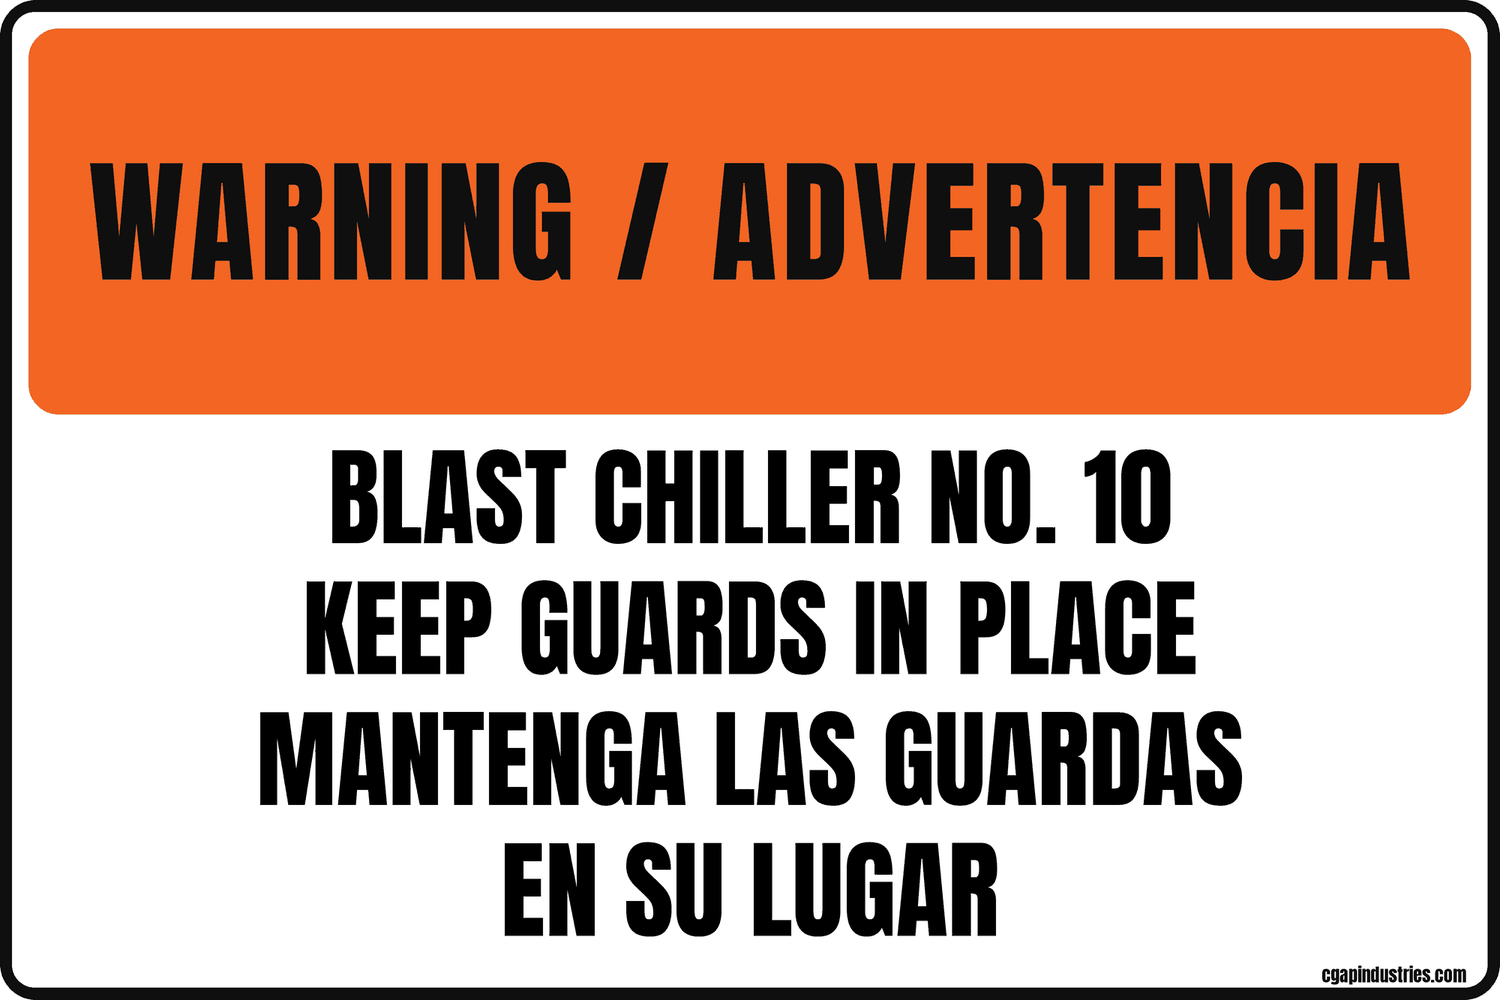 WARNING / ADVERTENCIA
BLAST CHILLER NO. 10
KEEP GUARDS IN PLACE
MANTENGA LAS GUARDAS
EN SU LUGAR
cgapindustries.com